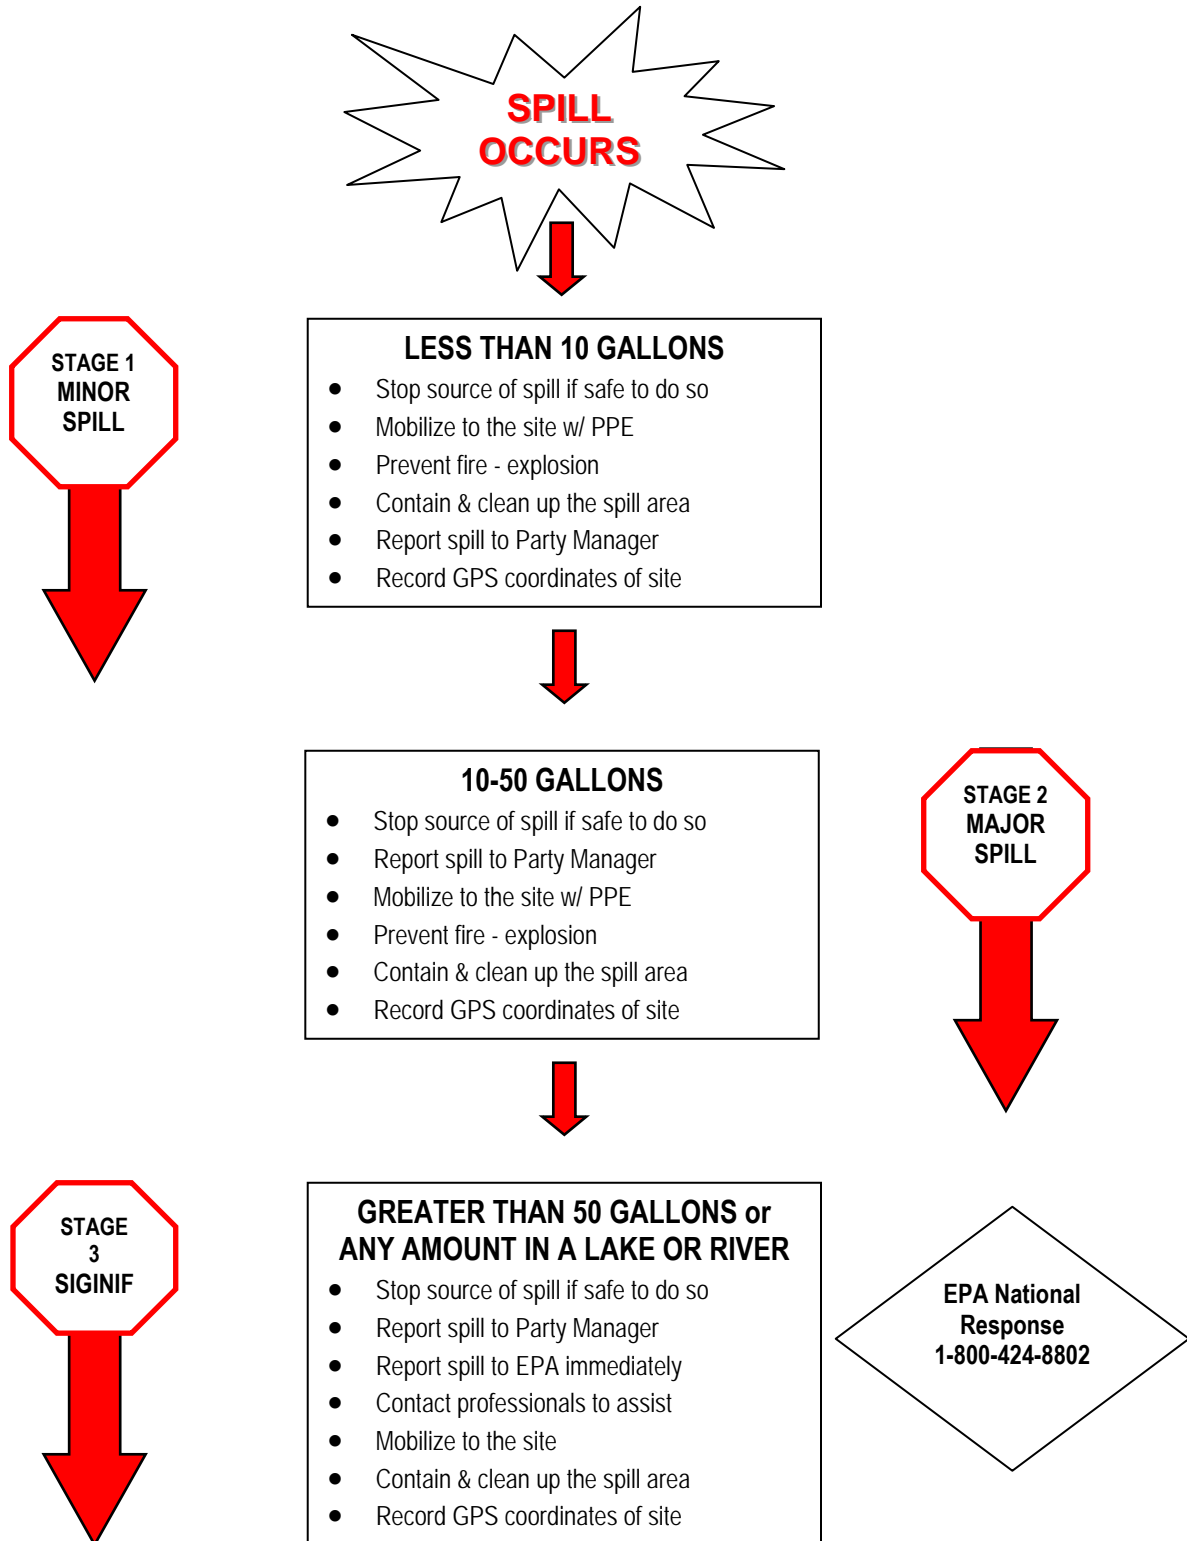 SPILL
OCCURS
STAGE 1
MINOR
SPILL
LESS THAN 10 GALLONS
● Stop source of spill if safe to do so
● Mobilize to the site w/ PPE
● Prevent fire - explosion
● Contain & clean up the spill area
● Report spill to Party Manager
● Record GPS coordinates of site
10-50 GALLONS
● Stop source of spill if safe to do so
● Report spill to Party Manager
● Mobilize to the site w/ PPE
● Prevent fire - explosion
● Contain & clean up the spill area
● Record GPS coordinates of site
STAGE 2
MAJOR
SPILL
STAGE
3
SIGINIF
GREATER THAN 50 GALLONS or
ANY AMOUNT IN A LAKE OR RIVER
● Stop source of spill if safe to do so
● Report spill to Party Manager
● Report spill to EPA immediately
● Contact professionals to assist
● Mobilize to the site
● Contain & clean up the spill area
● Record GPS coordinates of site
EPA National
Response
1-800-424-8802